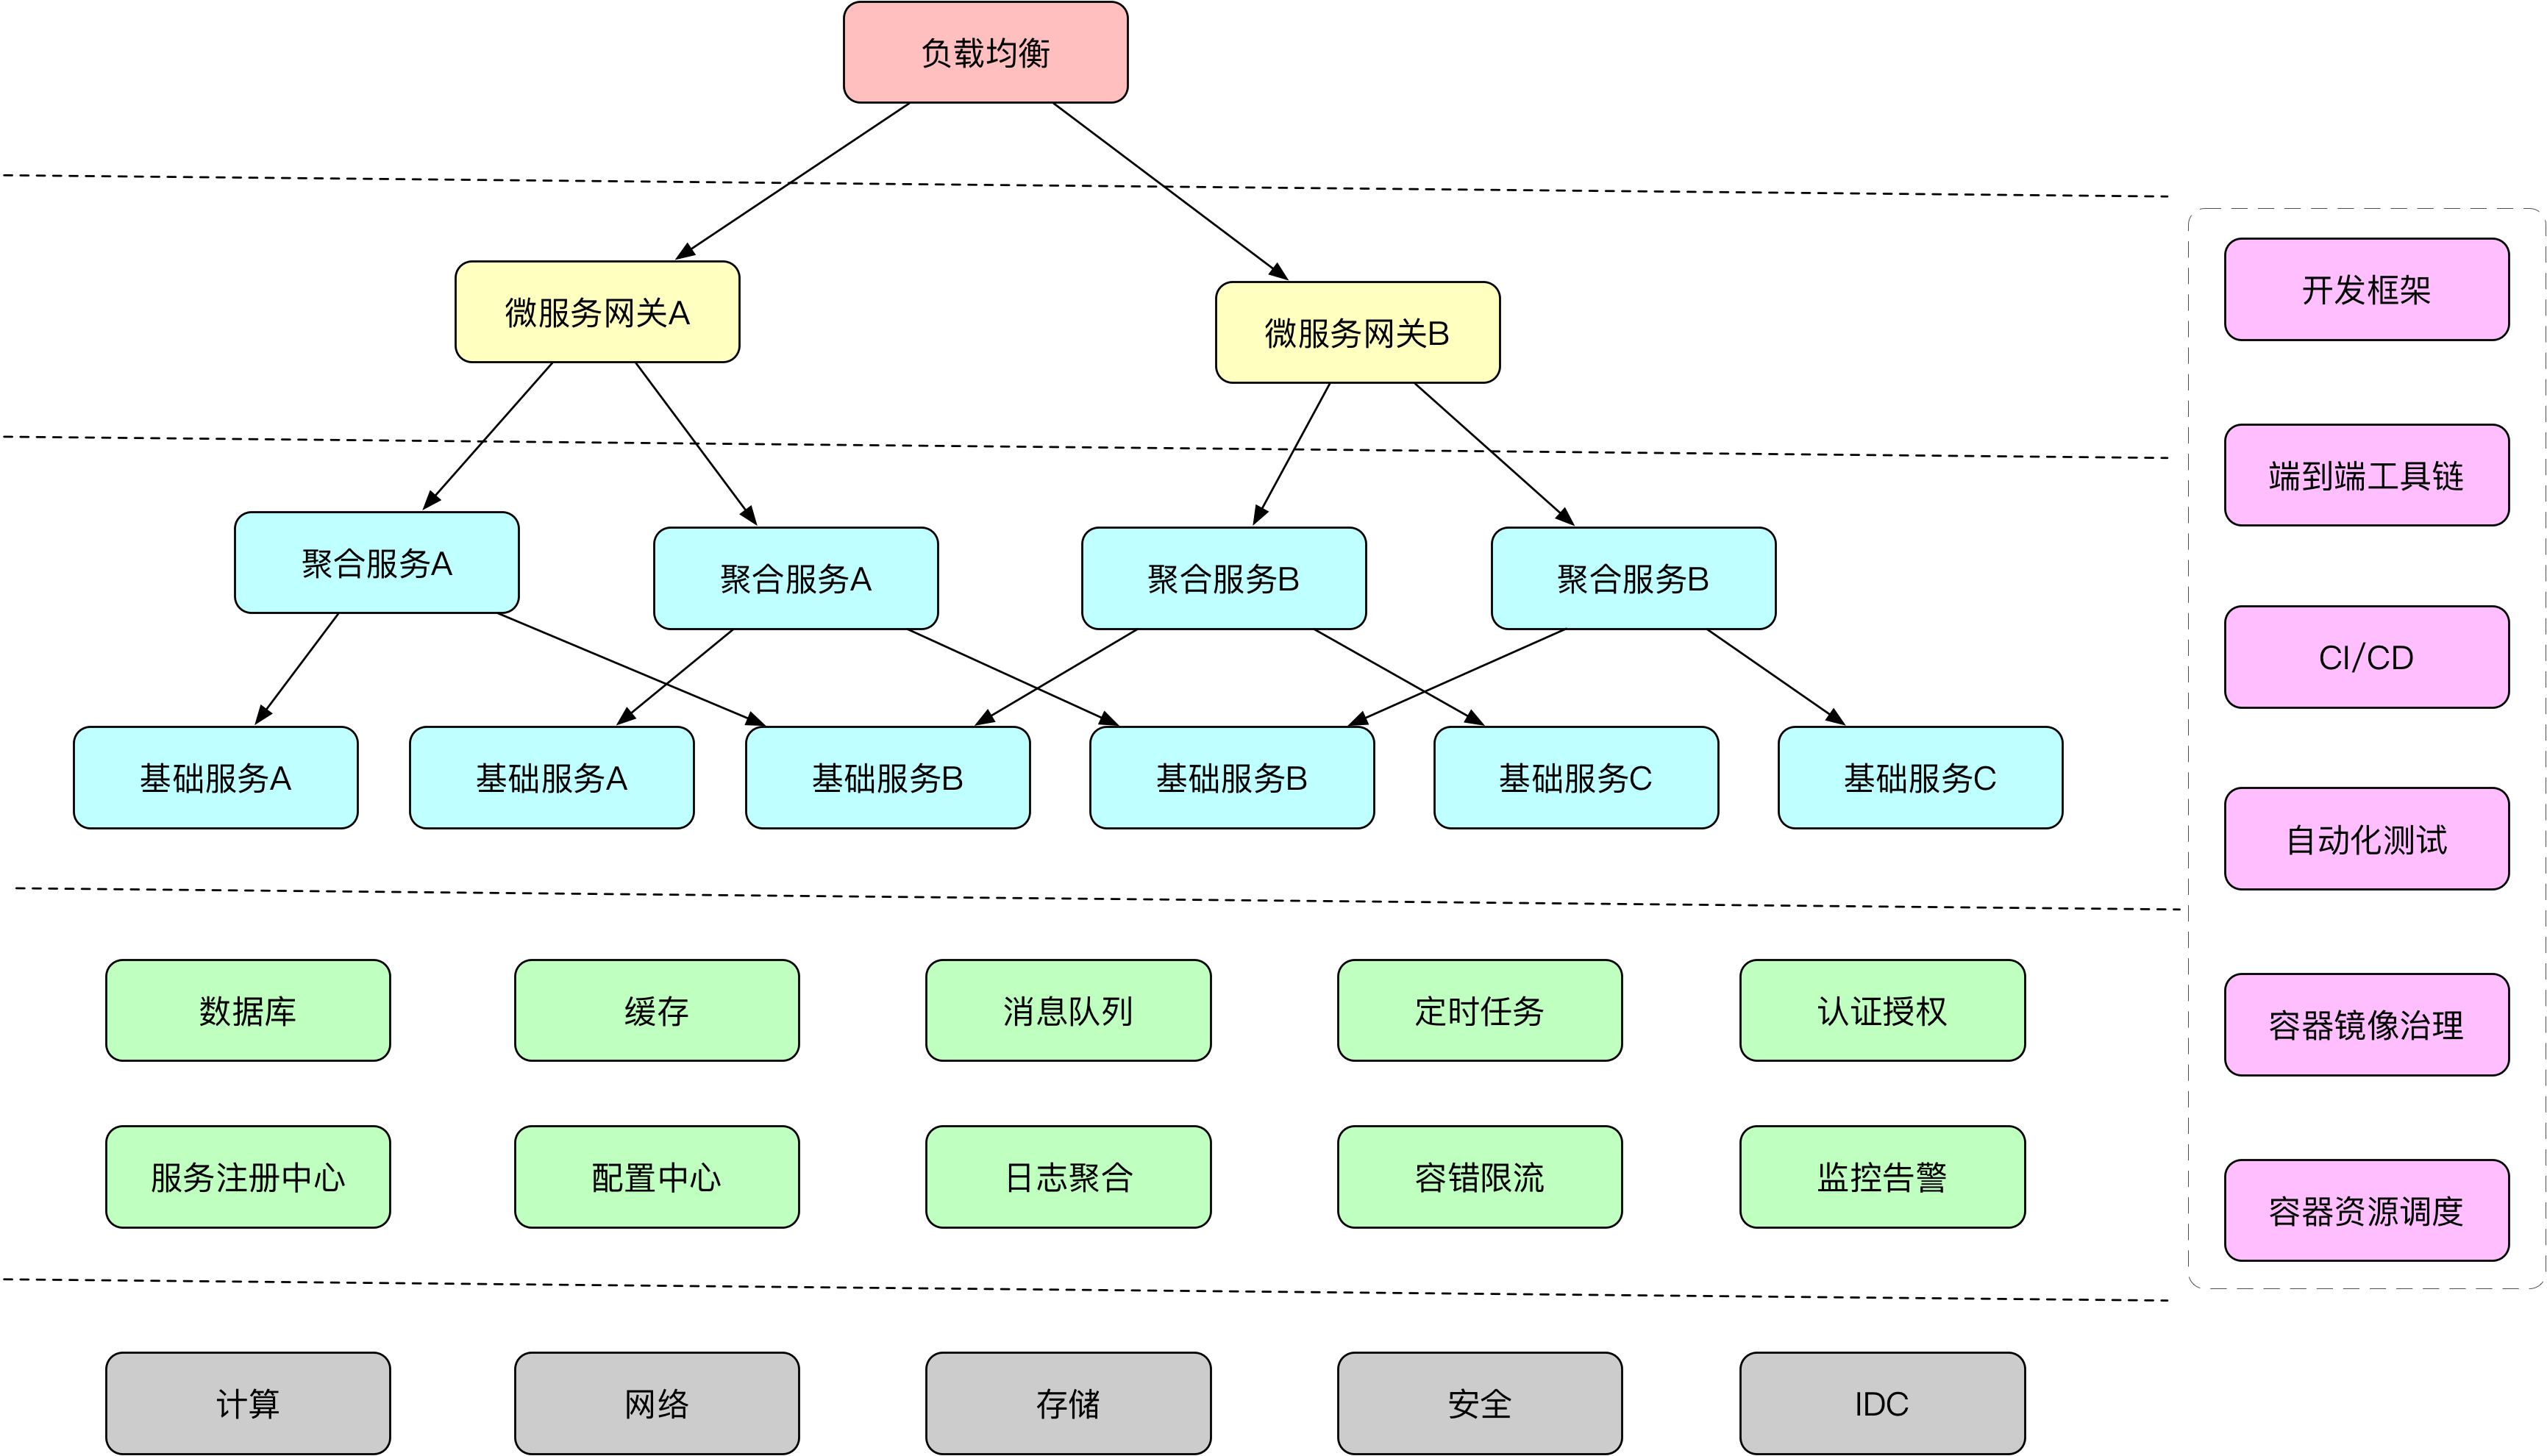 负载均衡
微服务网关A
微服务网关B
聚合服务A
聚合服务A
聚合服务B
聚合服务B
基础服务A
基础服务A
基础服务B
基础服务B
基础服务C
基础服务C
数据库
缓存
消息队列
定时任务
认证授权
服务注册中心
配置中心
日志聚合
容错限流
监控告警
计算
网络
存储
安全
IDC
开发框架
端到端工具链
CI/CD
自动化测试
容器镜像治理
容器资源调度